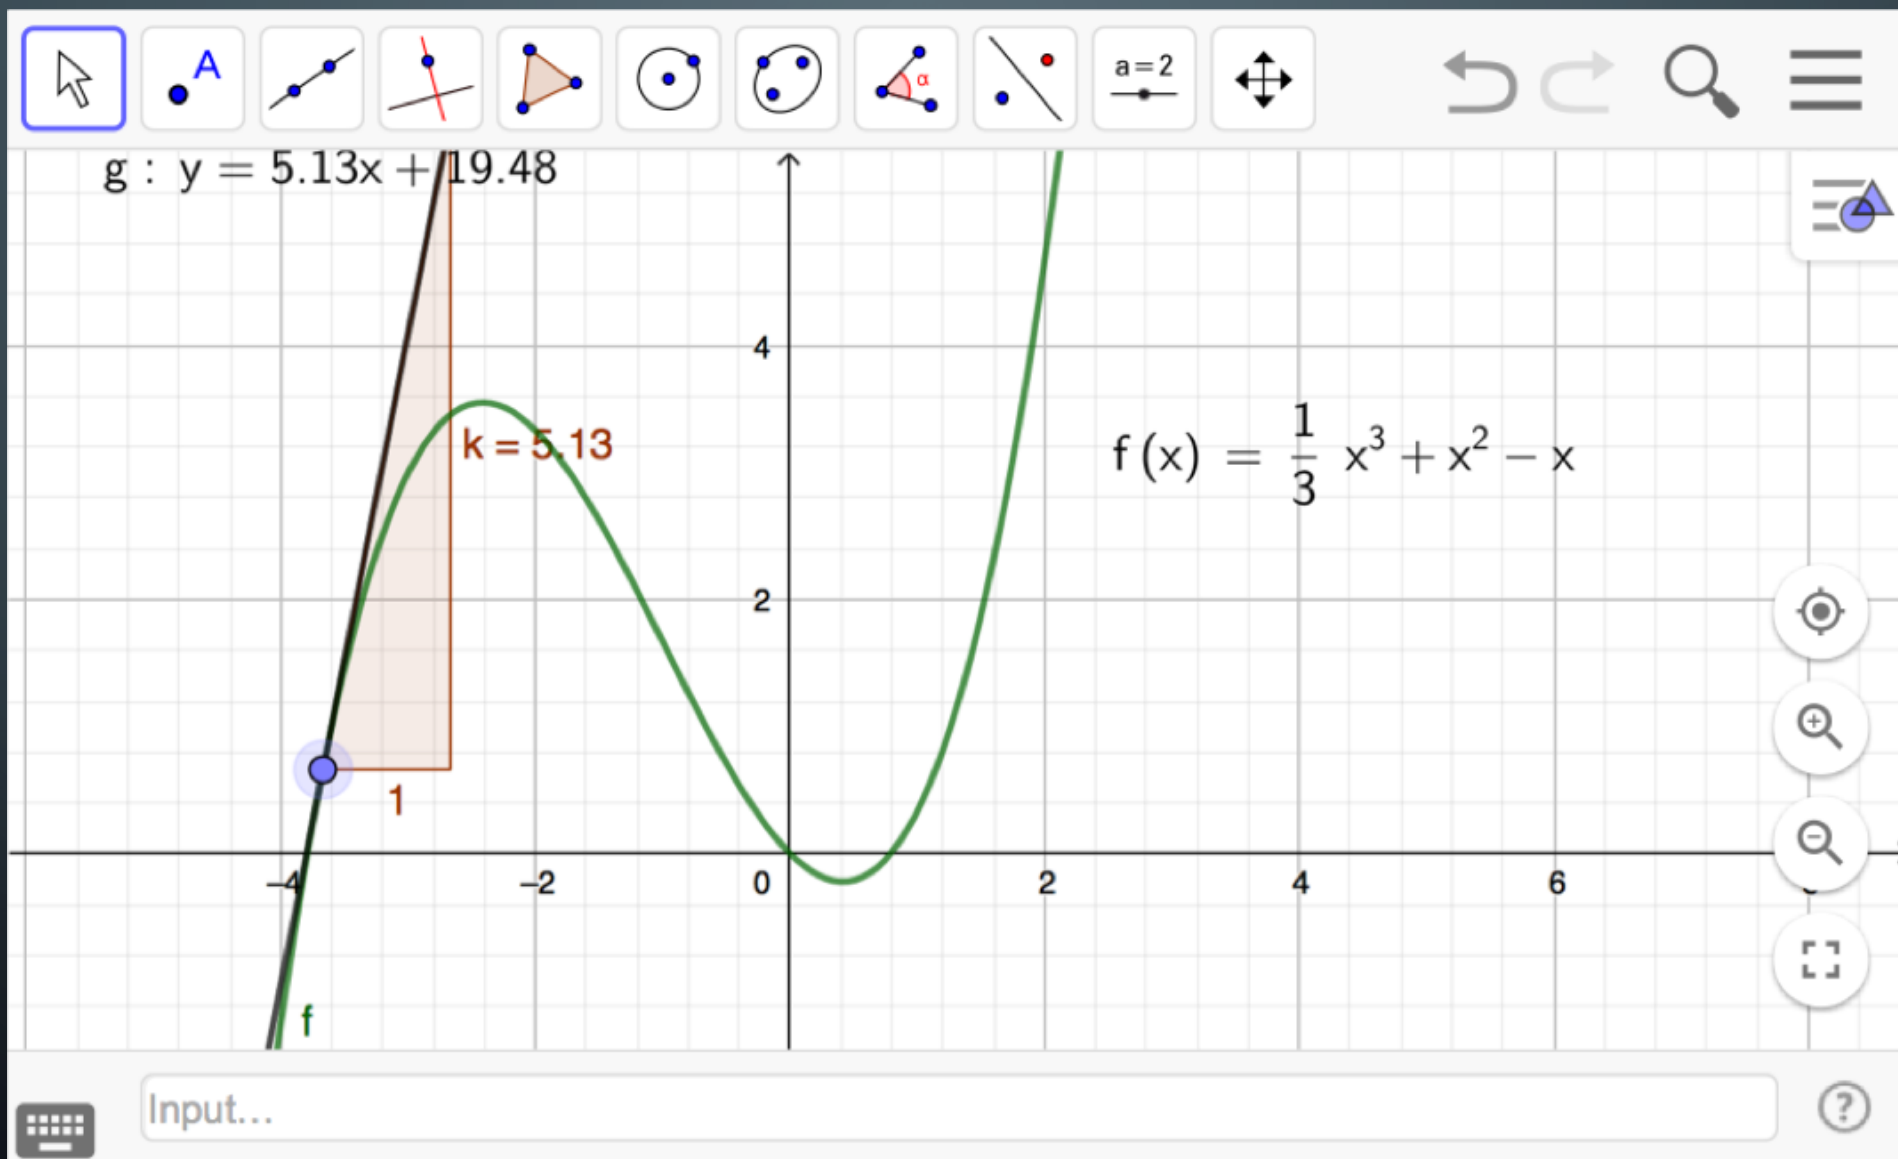 A
α
a=2
g : y = 5.13x + 19.48
4
k = 5.13
f (x) = 1/3 x³ + x² − x
2
1
−4 −2 0 2 4 6
f
Input...
?